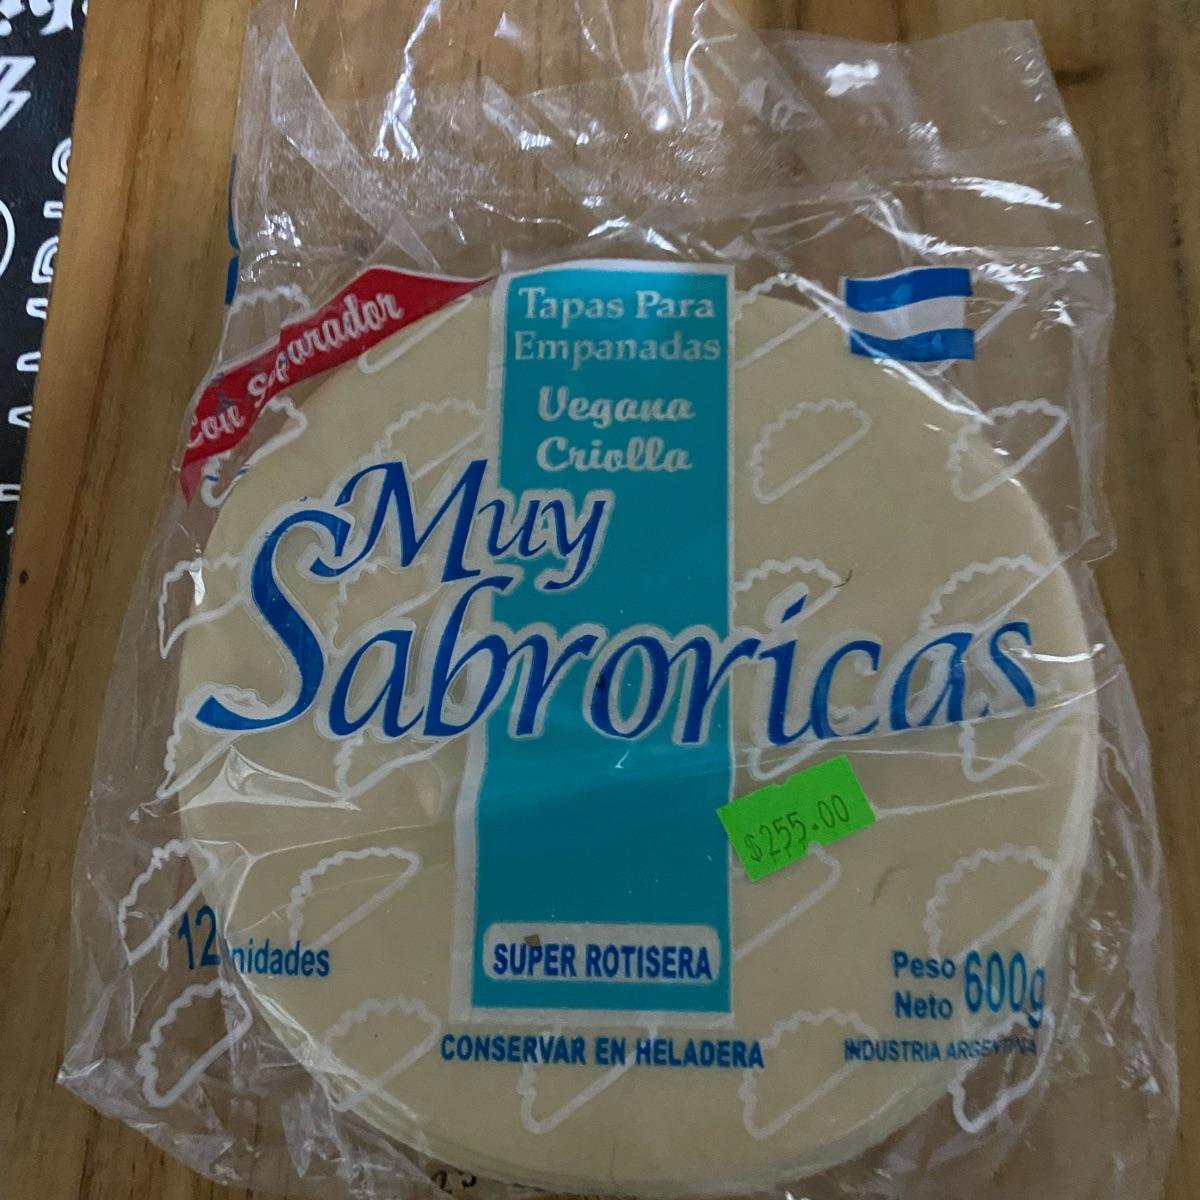 Con Separador
Tapas Para
Empanadas
Vegana
Criolla
Muy
Sabroricas
$255.00
12 nidades
SUPER ROTISERA
Peso
Neto 600g
CONSERVAR EN HELADERA
INDUSTRIA ARGENTINA